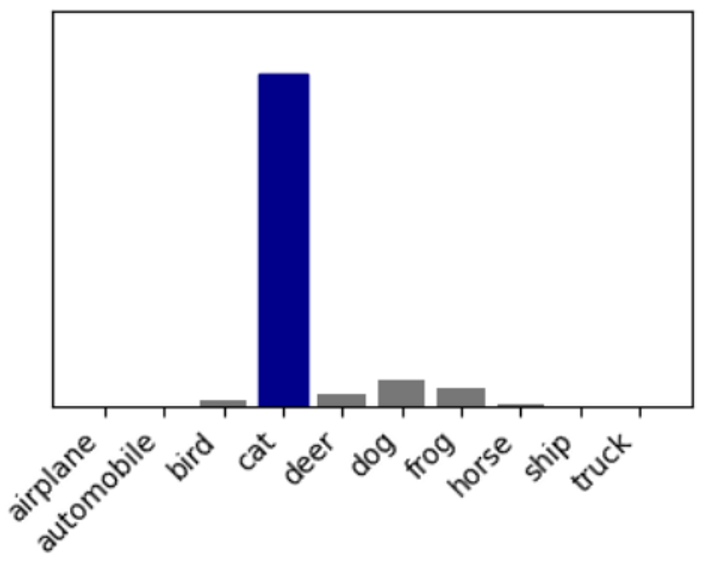 airplane
automobile
bird
cat
deer
dog
frog
horse
ship
truck